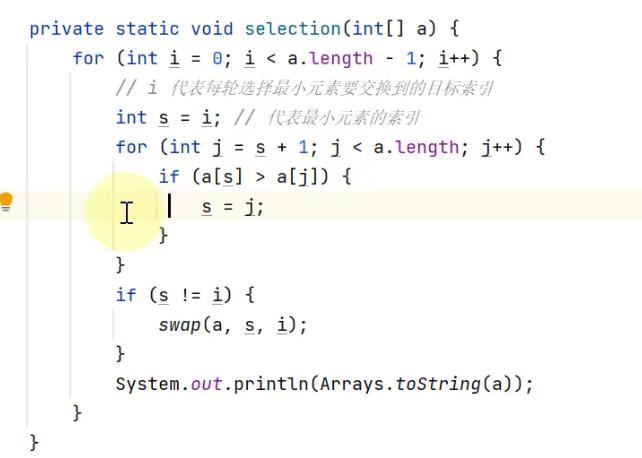 private static void selection(int[] a) {
for (int i = 0; i < a.length - 1; i++) {
// i 代表每轮选择最小元素要交换到的目标索引
int s = i; // 代表最小元素的索引
for (int j = s + 1; j < a.length; j++) {
if (a[s] > a[j]) {
s = j;
}
}
if (s != i) {
swap(a, s, i);
}
System.out.println(Arrays.toString(a));
}
}